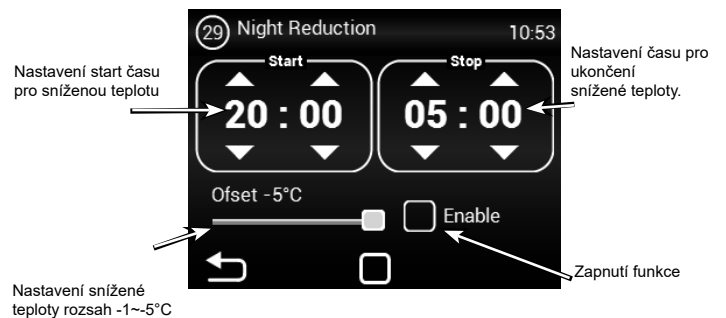 29 Night Reduction 10:53
Nastavení start času
pro sníženou teplotu
Start
20 : 00
Stop
05 : 00
Nastavení času pro
ukončení
snížené teploty.
Ofset -5°C
Enable
Nastavení snížené
teploty rozsah -1~-5°C
Zapnutí funkce